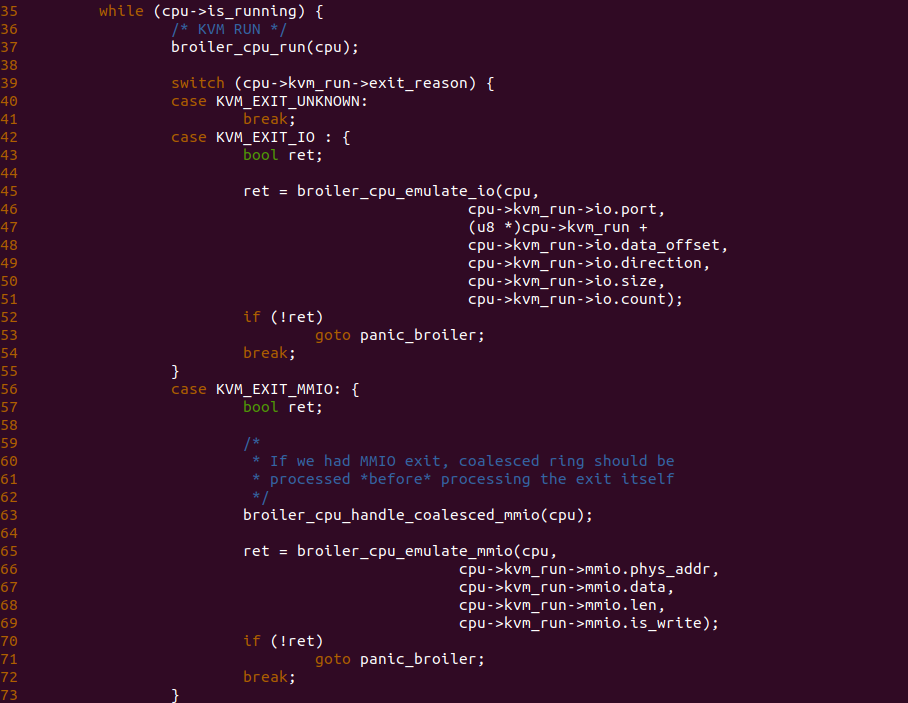 35         while (cpu->is_running) {
36                 /* KVM RUN */
37                 broiler_cpu_run(cpu);
38
39                 switch (cpu->kvm_run->exit_reason) {
40                 case KVM_EXIT_UNKNOWN:
41                         break;
42                 case KVM_EXIT_IO : {
43                         bool ret;
44
45                         ret = broiler_cpu_emulate_io(cpu,
46                                                  cpu->kvm_run->io.port,
47                                                  (u8 *)cpu->kvm_run +
48                                                  cpu->kvm_run->io.data_offset,
49                                                  cpu->kvm_run->io.direction,
50                                                  cpu->kvm_run->io.size,
51                                                  cpu->kvm_run->io.count);
52                         if (!ret)
53                                 goto panic_broiler;
54                         break;
55                 }
56                 case KVM_EXIT_MMIO: {
57                         bool ret;
58
59                         /*
60                          * If we had MMIO exit, coalesced ring should be
61                          * processed *before* processing the exit itself
62                          */
63                         broiler_cpu_handle_coalesced_mmio(cpu);
64
65                         ret = broiler_cpu_emulate_mmio(cpu,
66                                                 cpu->kvm_run->mmio.phys_addr,
67                                                 cpu->kvm_run->mmio.data,
68                                                 cpu->kvm_run->mmio.len,
69                                                 cpu->kvm_run->mmio.is_write);
70                         if (!ret)
71                                 goto panic_broiler;
72                         break;
73                 }